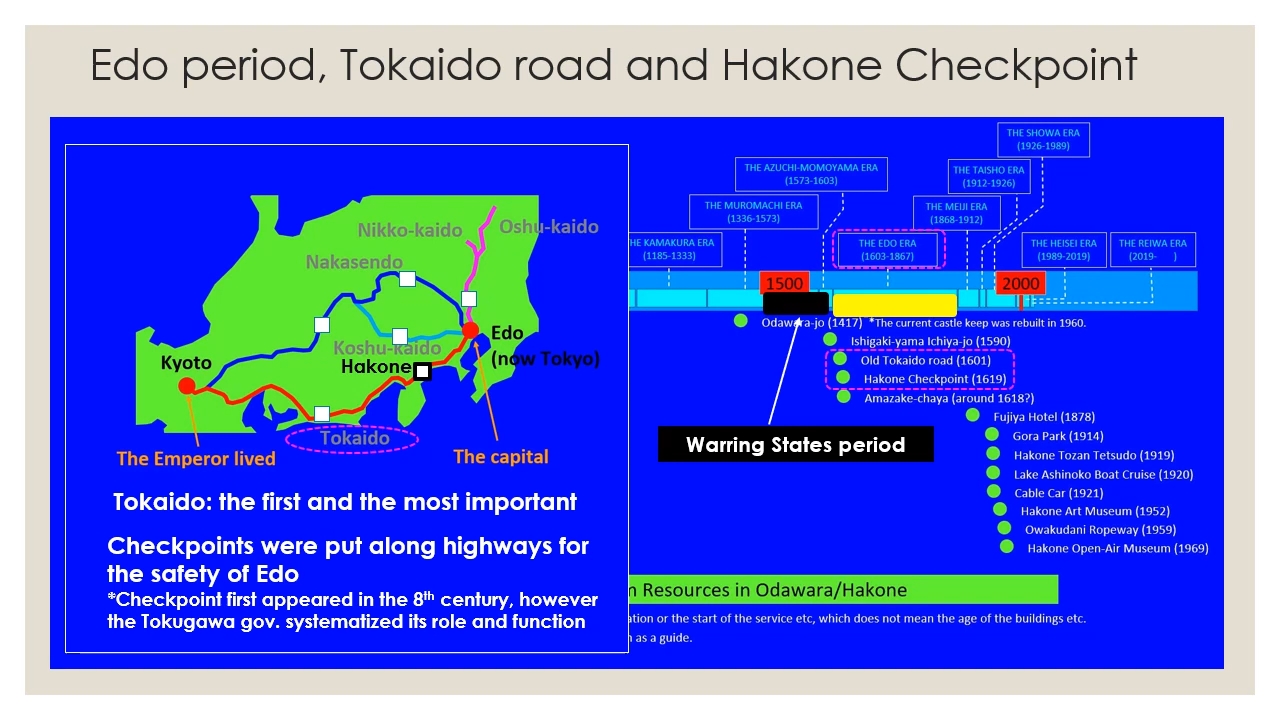 Edo period, Tokaido road and Hakone Checkpoint
Nikko-kaido
Oshu-kaido
Nakasendo
Koshu-kaido
Edo
(now Tokyo)
Kyoto
Hakone
Tokaido
The Emperor lived
The capital
Tokaido: the first and the most important
Checkpoints were put along highways for
the safety of Edo
*Checkpoint first appeared in the 8th century, however
the Tokugawa gov. systematized its role and function
THE SHOWA ERA
(1926-1989)
THE AZUCHI-MOMOYAMA ERA
(1573-1603)
THE TAISHO ERA
(1912-1926)
THE MUROMACHI ERA
(1336-1573)
THE MEIJI ERA
(1868-1912)
HE KAMAKURA ERA
(1185-1333)
THE EDO ERA
(1603-1867)
THE HEISEI ERA
(1989-2019)
THE REIWA ERA
(2019- )
1500
2000
Odawara-jo (1417) *The current castle keep was rebuilt in 1960.
Ishigaki-yama Ichiya-jo (1590)
Old Tokaido road (1601)
Hakone Checkpoint (1619)
Amazake-chaya (around 1618?)
Fujiya Hotel (1878)
Gora Park (1914)
Hakone Tozan Tetsudo (1919)
Lake Ashinoko Boat Cruise (1920)
Cable Car (1921)
Hakone Art Museum (1952)
Owakudani Ropeway (1959)
Hakone Open-Air Museum (1969)
Warring States period
Resources in Odawara/Hakone
ation or the start of the service etc, which does not mean the age of the buildings etc.
as a guide.